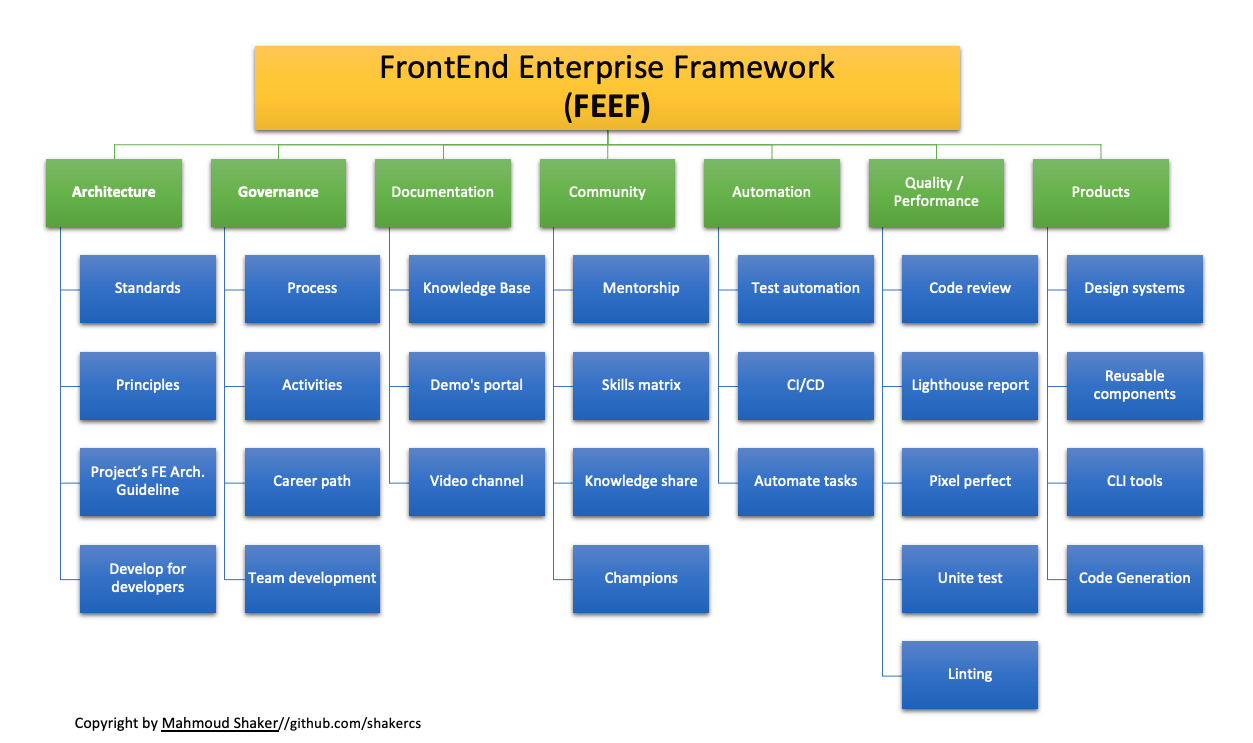 FrontEnd Enterprise Framework
(FEEF)
Architecture
Governance
Documentation
Community
Automation
Quality /
Performance
Products
Standards
Process
Knowledge Base
Mentorship
Test automation
Code review
Design systems
Principles
Activities
Demo's portal
Skills matrix
CI/CD
Lighthouse report
Reusable
components
Project’s FE Arch.
Guideline
Career path
Video channel
Knowledge share
Automate tasks
Pixel perfect
CLI tools
Develop for
developers
Team development
Champions
Unite test
Code Generation
Linting
Copyright by Mahmoud Shaker//github.com/shakercs